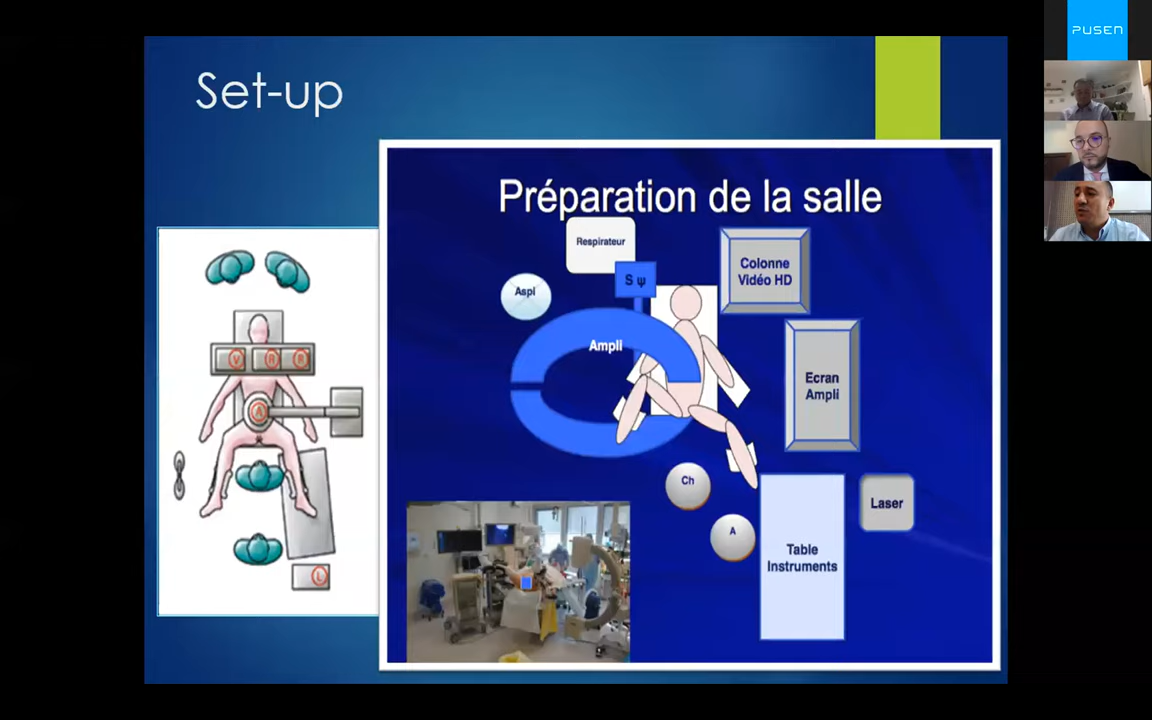 PUSEN
Set-up
Préparation de la salle
Respirateur
Colonne
Vidéo HD
S ψ
Aspi
Ampli
Ecran
Ampli
V
R
R
A
Ch
A
Laser
Table
Instruments
L